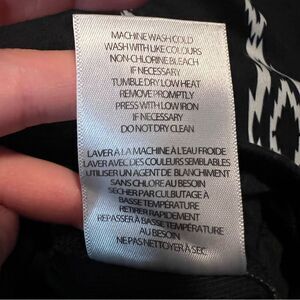 MACHINE WASH COLD
WASH WITH LIKE COLOURS
NON-CHLORINE BLEACH
IF NECESSARY
TUMBLE DRY LOW HEAT
REMOVE PROMPTLY
PRESS WITH LOW IRON
IF NECESSARY
DO NOT DRY CLEAN
LAVER A LA MACHINE A L'EAU FROIDE
LAVER AVEC DES COULEURS SEMBLABLES
UTILISER UN AGENT DE BLANCHIMENT
SANS CHLORE AU BESOIN
SECHER PAR CULBUTAGE A
BASSE TEMPERATURE
RETIRER RAPIDEMENT
REPASSER A BASSE TEMPERATURE
AU BESOIN
NE PAS NETTOYER A SEC